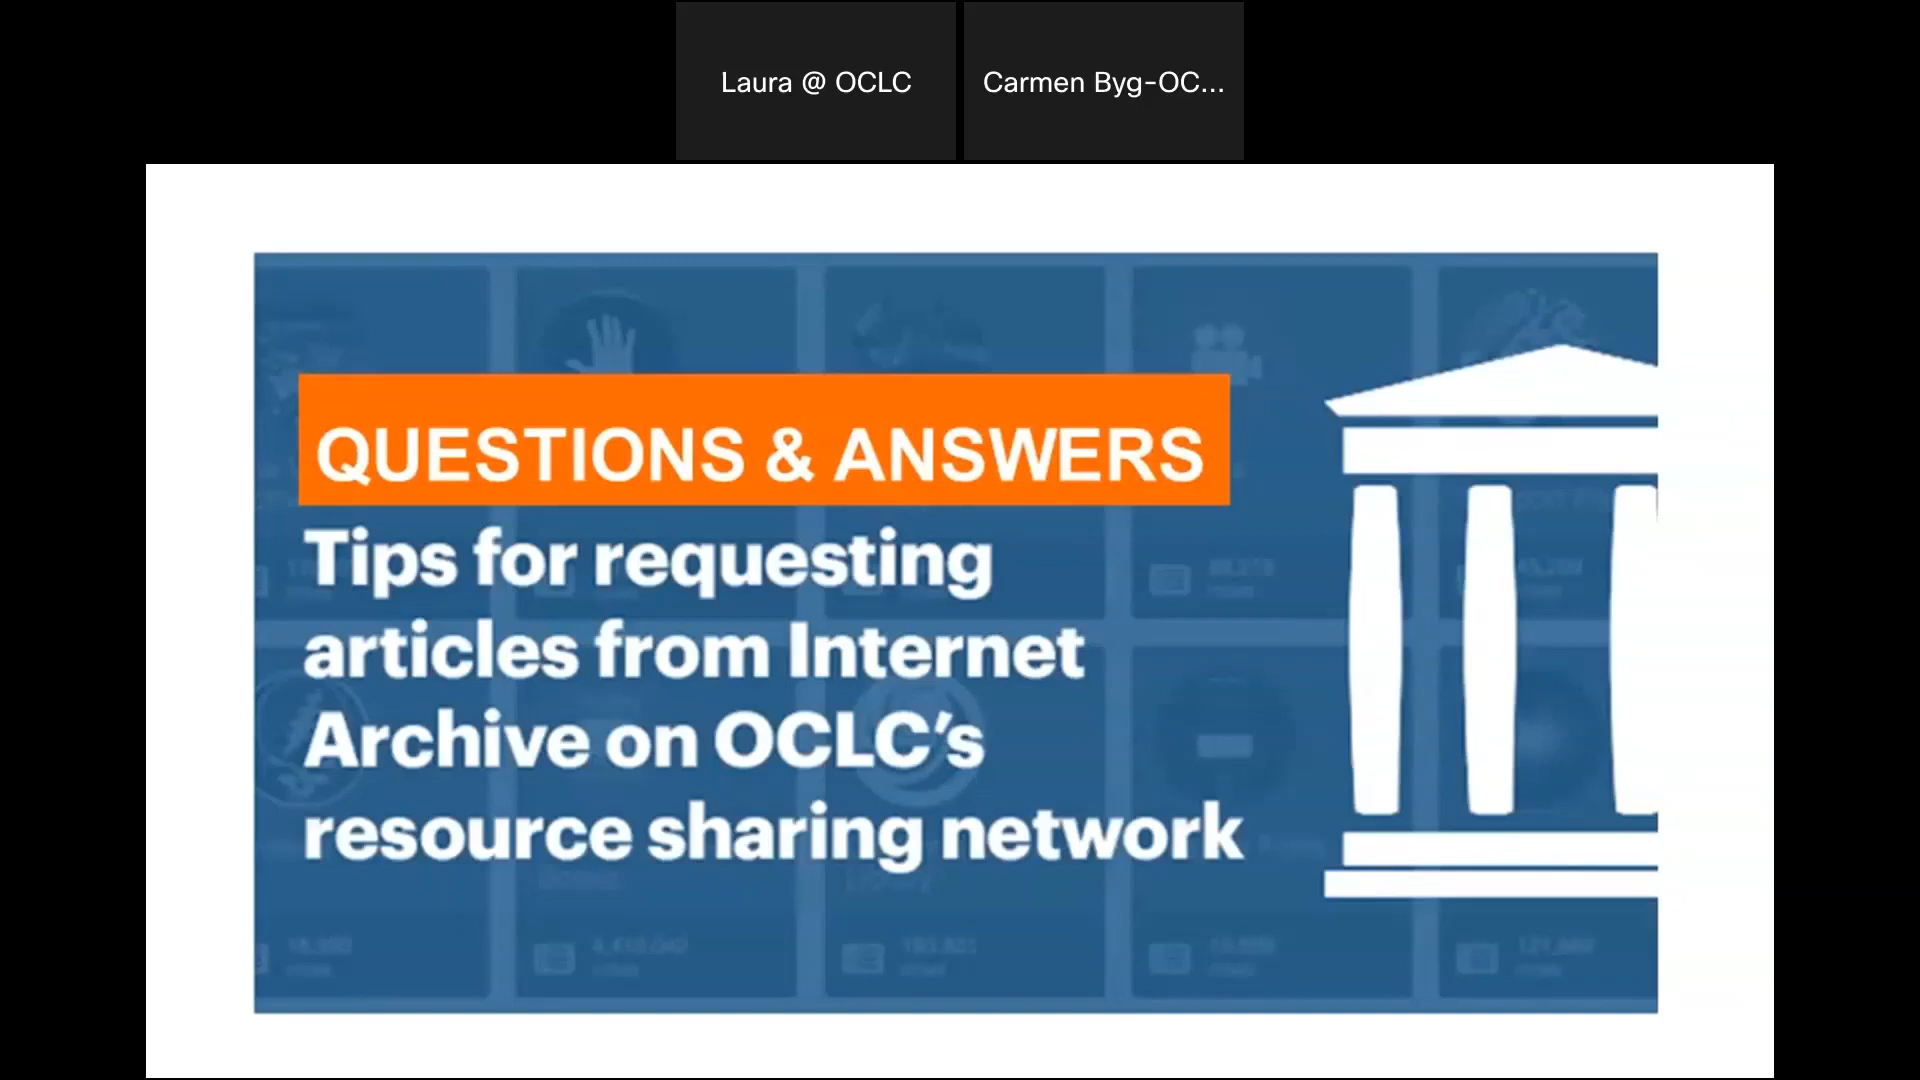 Laura @ OCLC
Carmen Byg-OC...
QUESTIONS & ANSWERS
Tips for requesting
articles from Internet
Archive on OCLC's
resource sharing network